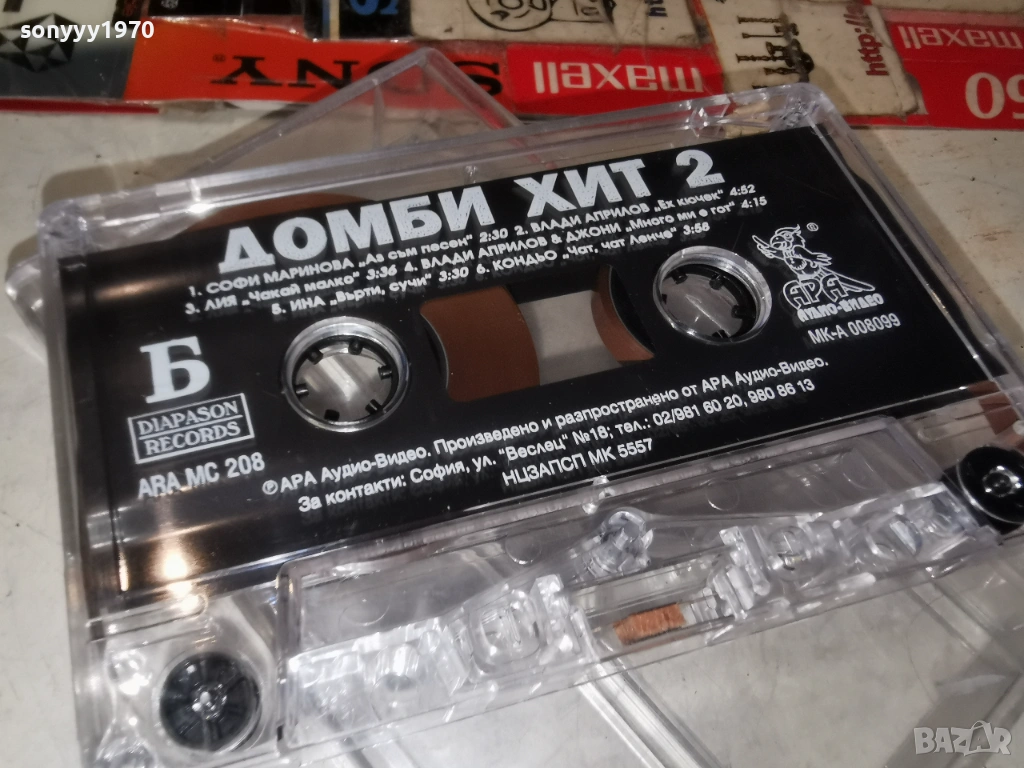 sonyyy1970
SONY
maxell
maxell
http://
ДОМБИ ХИТ 2
1. СОФИ МАРИНОВА „Аз съм песен“ 2:30 2. ВЛАДИ АПРИЛОВ „Ех кючек“ 4:52
3. ЛИЯ „Чакай малко“ 3:36 4. ВЛАДИ АПРИЛОВ & ДЖОНИ „Много ми е гот“ 4:15
5. ИНА „Върти, сучи“ 3:30 6. КОНДЬО „Чат, чат Ленче“ 3:58
Б
DIAPASON
RECORDS
ARA MC 208
АРА
АУДИО-ВИДЕО
МК-А 008099
℗АРА Аудио-Видео. Произведено и разпространено от АРА Аудио-Видео.
За контакти: София, ул. "Веслец" №16; тел.: 02/981 60 20, 980 86 13
НЦЗАПСП МК 5557
BAZAR